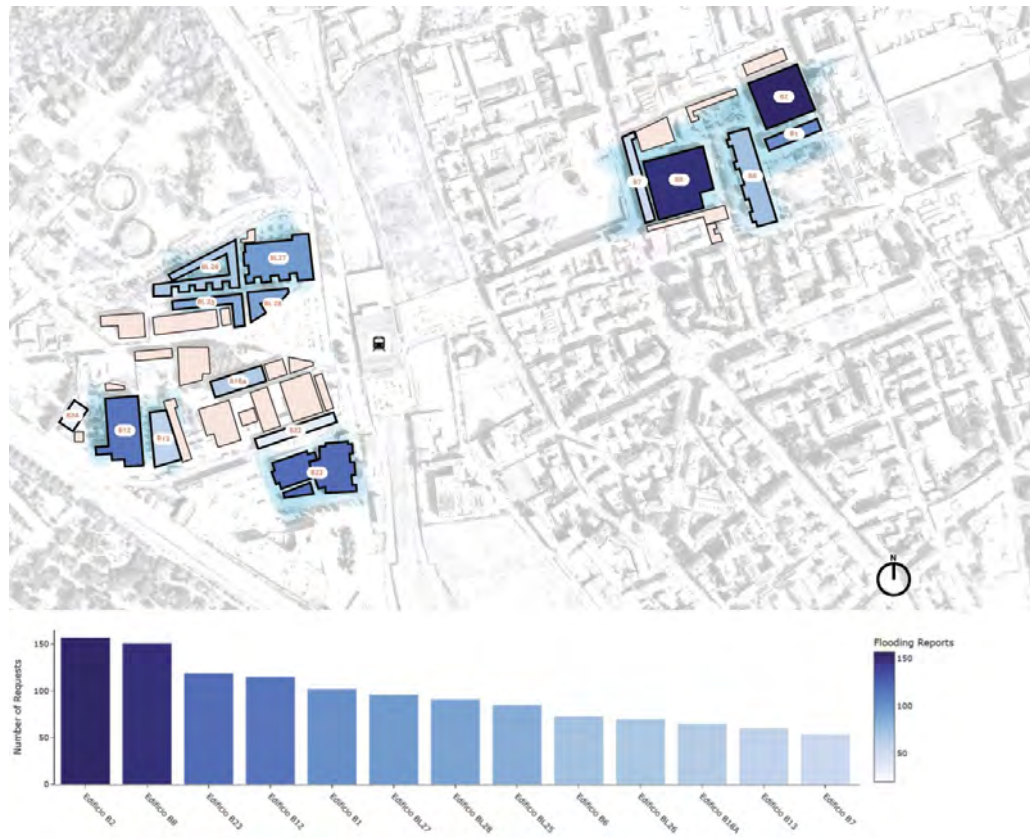 B2
B1
B7
B8
B6
BL27
BL26
BL25
BL28
B16A
B12
B13
B23
N
Flooding Reports
150
100
50
Number of Requests
150
100
50
0
Edificio B2
Edificio B8
Edificio B23
Edificio B12
Edificio B1
Edificio BL27
Edificio BL28
Edificio BL25
Edificio B6
Edificio BL26
Edificio B16A
Edificio B13
Edificio B7